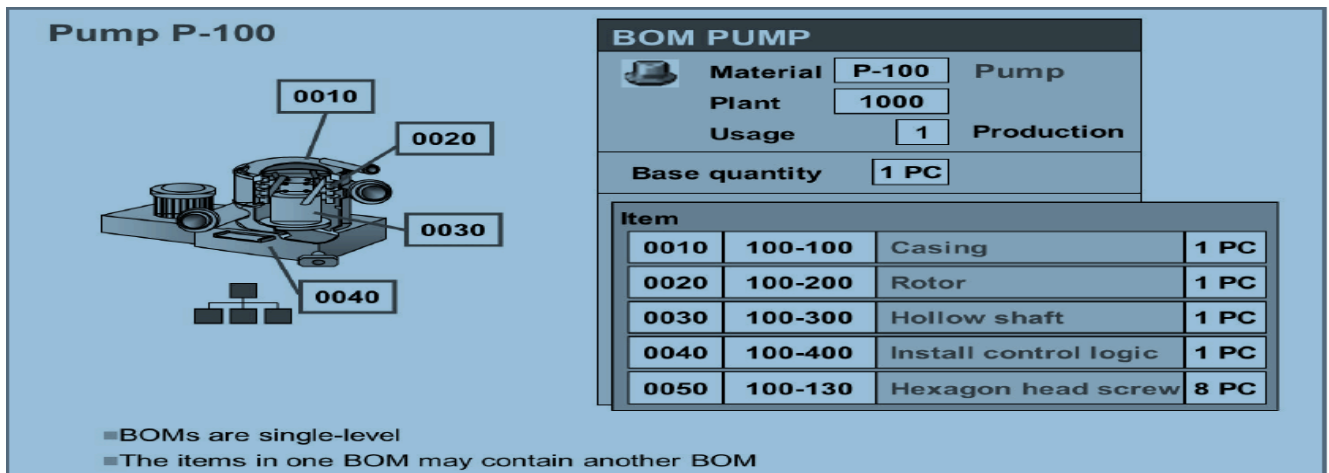 Pump P-100
0010
0020
0030
0040
BOM PUMP
Material P-100 Pump
Plant 1000
Usage 1 Production
Base quantity 1 PC
Item
0010 100-100 Casing 1 PC
0020 100-200 Rotor 1 PC
0030 100-300 Hollow shaft 1 PC
0040 100-400 Install control logic 1 PC
0050 100-130 Hexagon head screw 8 PC
BOMs are single-level
The items in one BOM may contain another BOM